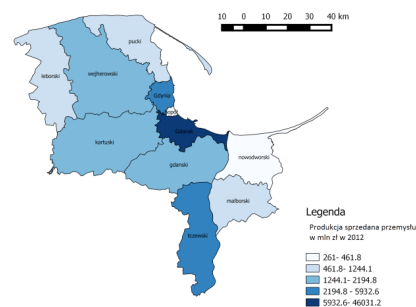 10 0 10 20 30 40 km
pucki
lęborski
wejherowski
Gdynia
Sopot
Gdańsk
kartuski
gdański
nowodworski
malborski
tczewski
Legenda
Produkcja sprzedana przemysłu
w mln zł w 2012
261- 461.8
461.8- 1244.1
1244.1- 2194.8
2194.8 - 5932.6
5932.6- 46031.2